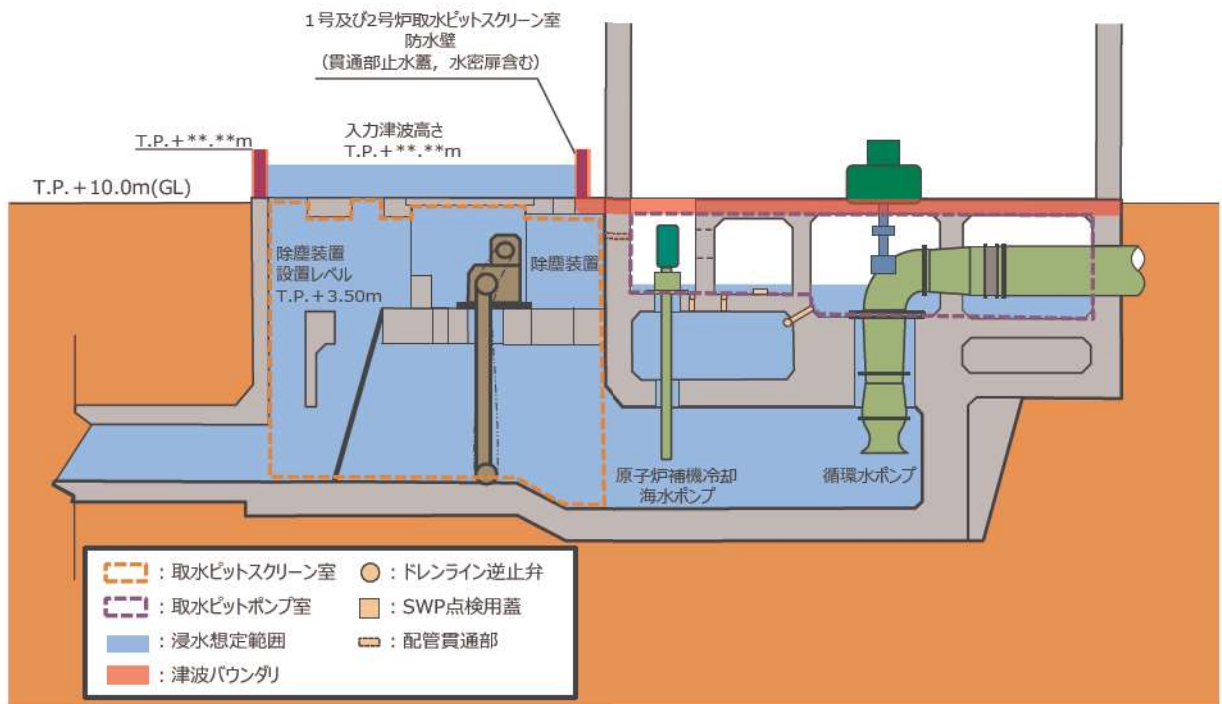 1号及び2号炉取水ピットスクリーン室
防水壁
(貫通部止水蓋，水密扉含む)
T.P.+**.**m
入力津波高さ
T.P.+**.**m
T.P.+10.0m(GL)
除塵装置
設置レベル
T.P.+3.50m
除塵装置
原子炉補機冷却
海水ポンプ
循環水ポンプ
：取水ピットスクリーン室
：ドレンライン逆止弁
：取水ピットポンプ室
：SWP点検用蓋
：浸水想定範囲
：配管貫通部
：津波バウンダリ